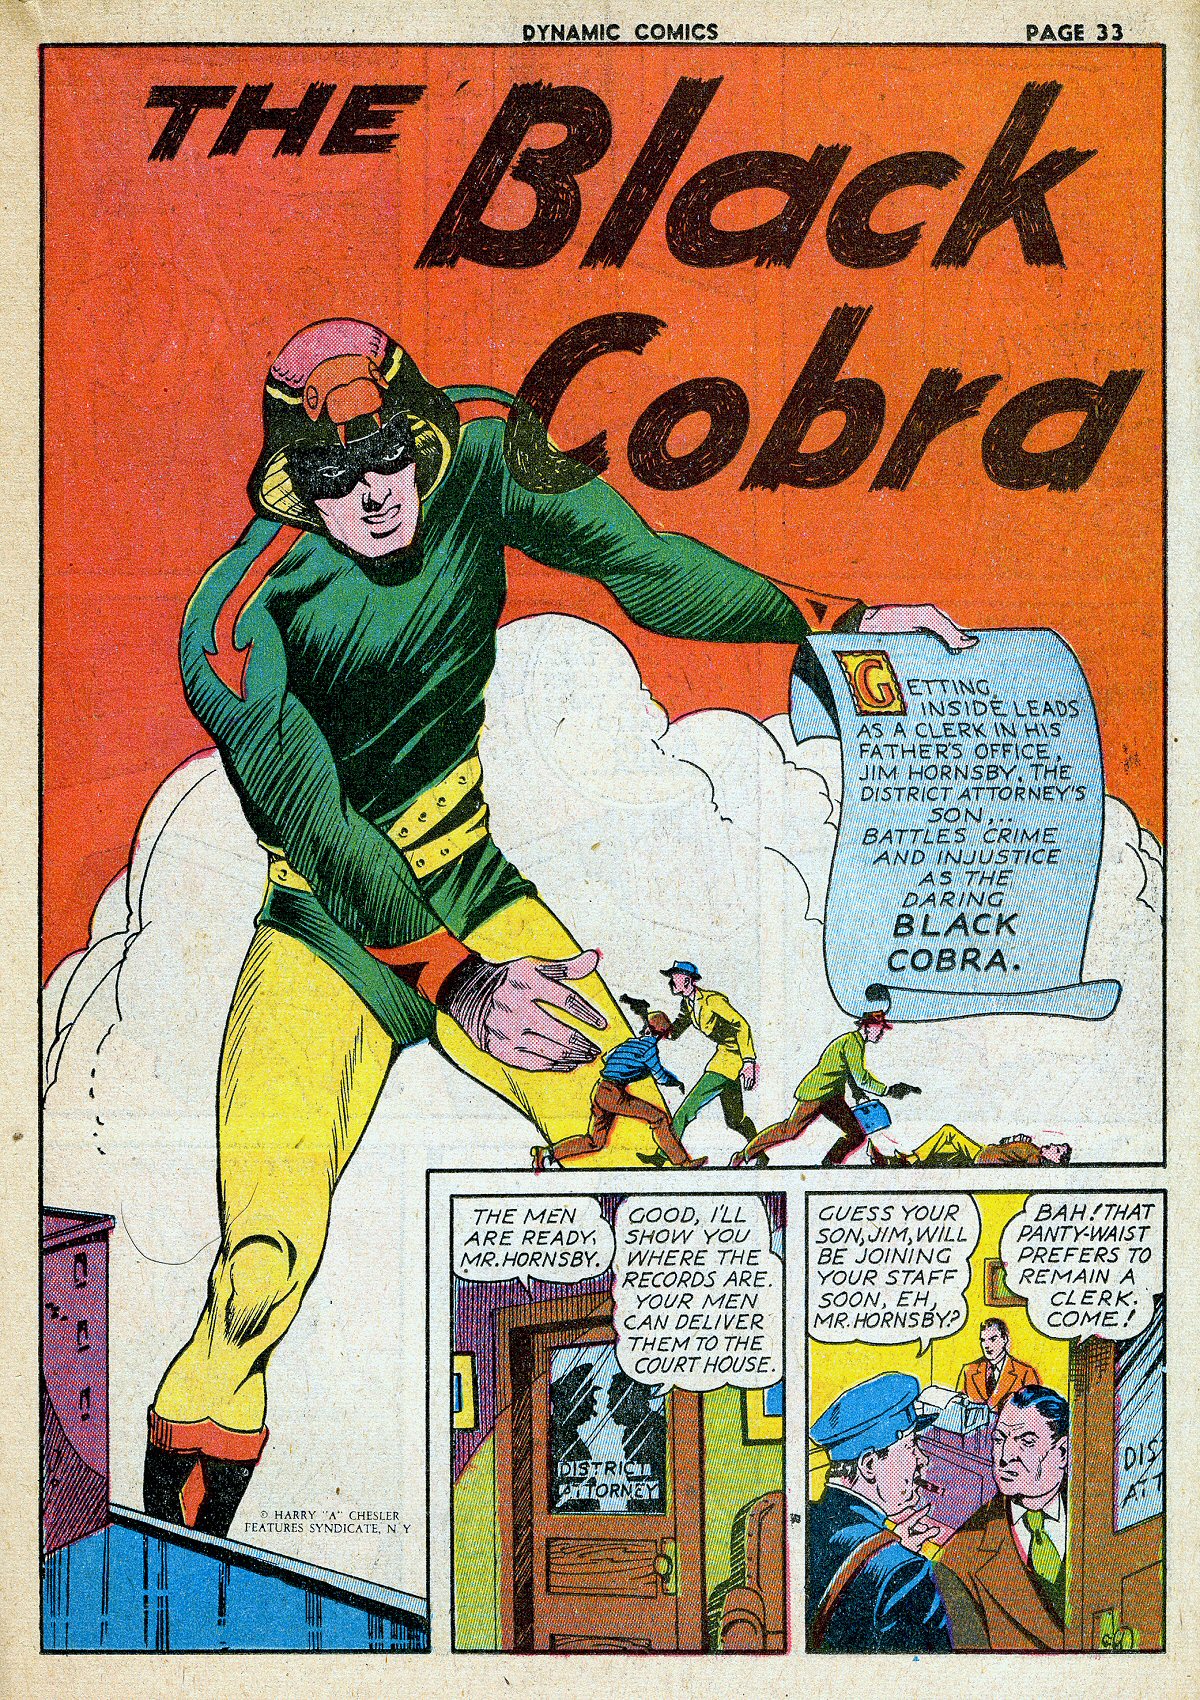 DYNAMIC COMICS
PAGE 33
THE Black
Cobra
GETTING
INSIDE LEADS
AS A CLERK IN HIS
FATHER'S OFFICE,
JIM HORNSBY, THE
DISTRICT ATTORNEY'S
SON...
BATTLES CRIME
AND INJUSTICE
AS THE
DARING
BLACK
COBRA.
THE MEN
ARE READY,
MR. HORNSBY.
GOOD, I'LL
SHOW YOU
WHERE THE
RECORDS ARE.
YOUR MEN
CAN DELIVER
THEM TO THE
COURT HOUSE.
DISTRICT
ATTORNEY
GUESS YOUR
SON, JIM, WILL
BE JOINING
YOUR STAFF
SOON, EH,
MR. HORNSBY?
BAH! THAT
PANTY-WAIST
PREFERS TO
REMAIN A
CLERK.
COME!
DIS
AT
© HARRY "A" CHESLER
FEATURES SYNDICATE, N Y